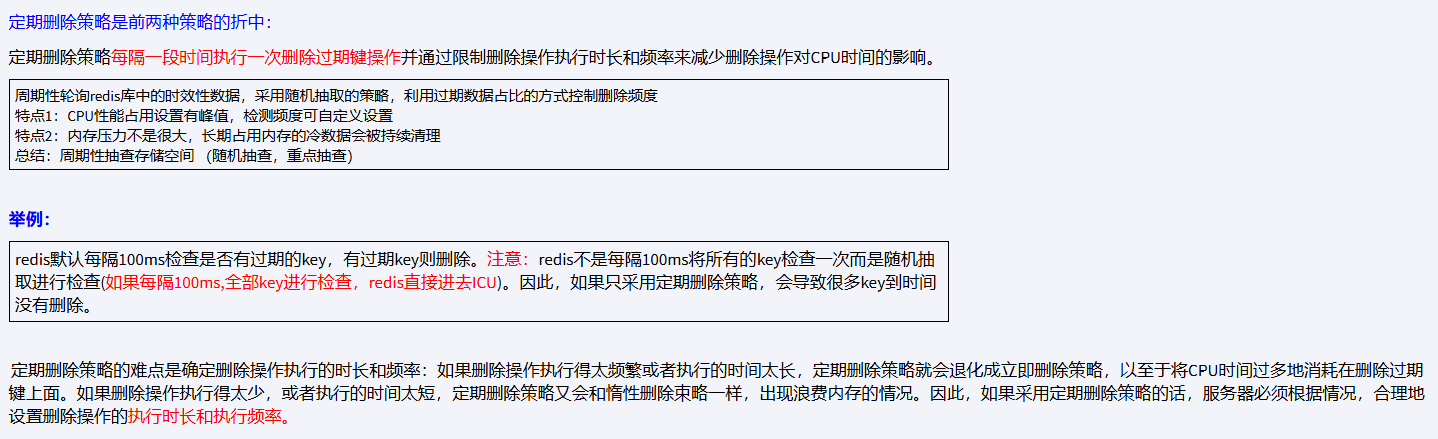 定期删除策略是前两种策略的折中：
定期删除策略每隔一段时间执行一次删除过期键操作并通过限制删除操作执行时长和频率来减少删除操作对CPU时间的影响。
周期性轮询redis库中的时效性数据，采用随机抽取的策略，利用过期数据占比的方式控制删除频度
特点1：CPU性能占用设置有峰值，检测频度可自定义设置
特点2：内存压力不是很大，长期占用内存的冷数据会被持续清理
总结：周期性抽查存储空间 （随机抽查，重点抽查）
举例：
redis默认每隔100ms检查是否有过期的key，有过期key则删除。注意：redis不是每隔100ms将所有的key检查一次而是随机抽
取进行检查(如果每隔100ms,全部key进行检查，redis直接进去ICU)。因此，如果只采用定期删除策略，会导致很多key到时间
没有删除。
定期删除策略的难点是确定删除操作执行的时长和频率：如果删除操作执行得太频繁或者执行的时间太长，定期删除策略就会退化成立即删除策略，以至于将CPU时间过多地消耗在删除过期
键上面。如果删除操作执行得太少，或者执行的时间太短，定期删除策略又会和惰性删除束略一样，出现浪费内存的情况。因此，如果采用定期删除策略的话，服务器必须根据情况，合理地
设置删除操作的执行时长和执行频率。